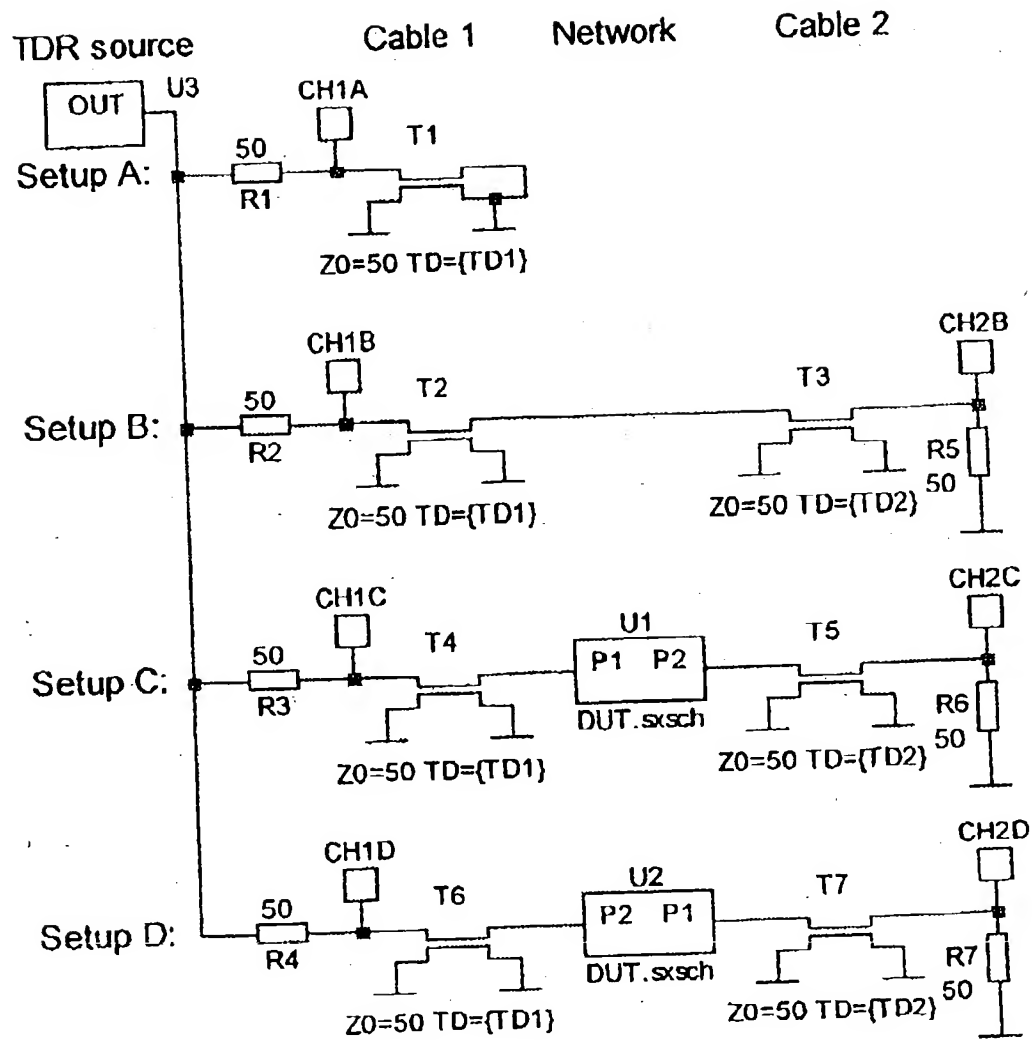 Cable 1 Network Cable 2
TDR source
OUT U3
CH1A
T1
50
Setup A:
R1
Z0=50 TD={TD1}
CH1B
CH2B
T2 T3
50
Setup B:
R2
R5
50
Z0=50 TD={TD1} Z0=50 TD={TD2}
CH1C
CH2C
T4 U1 T5
50
P1 P2
Setup C:
R3
DUT.sxsch
R6
50
Z0=50 TD={TD1} Z0=50 TD={TD2}
CH1D
CH2D
T6 U2 T7
50
P2 P1
Setup D:
R4
DUT.sxsch
R7
50
Z0=50 TD={TD1} Z0=50 TD={TD2}